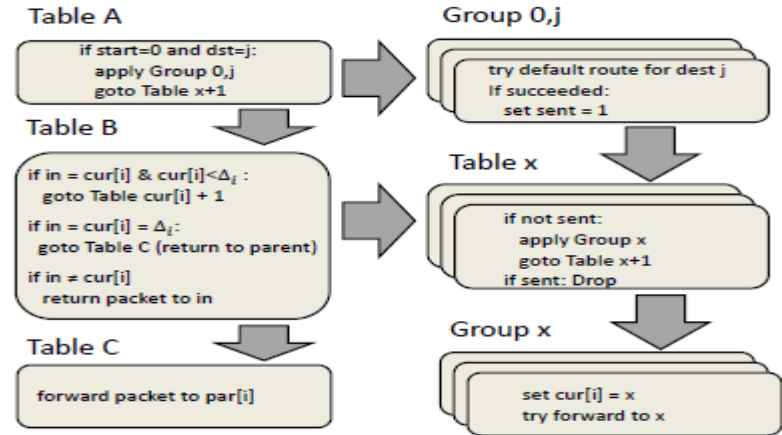 Table A
if start=0 and dst=j:
apply Group 0,j
goto Table x+1
Group 0,j
try default route for dest j
If succeeded:
set sent = 1
Table B
if in = cur[i] & cur[i]<Δᵢ :
goto Table cur[i] + 1
if in = cur[i] = Δᵢ:
goto Table C (return to parent)
if in ≠ cur[i]
return packet to in
Table x
if not sent:
apply Group x
goto Table x+1
if sent: Drop
Table C
forward packet to par[i]
Group x
set cur[i] = x
try forward to x